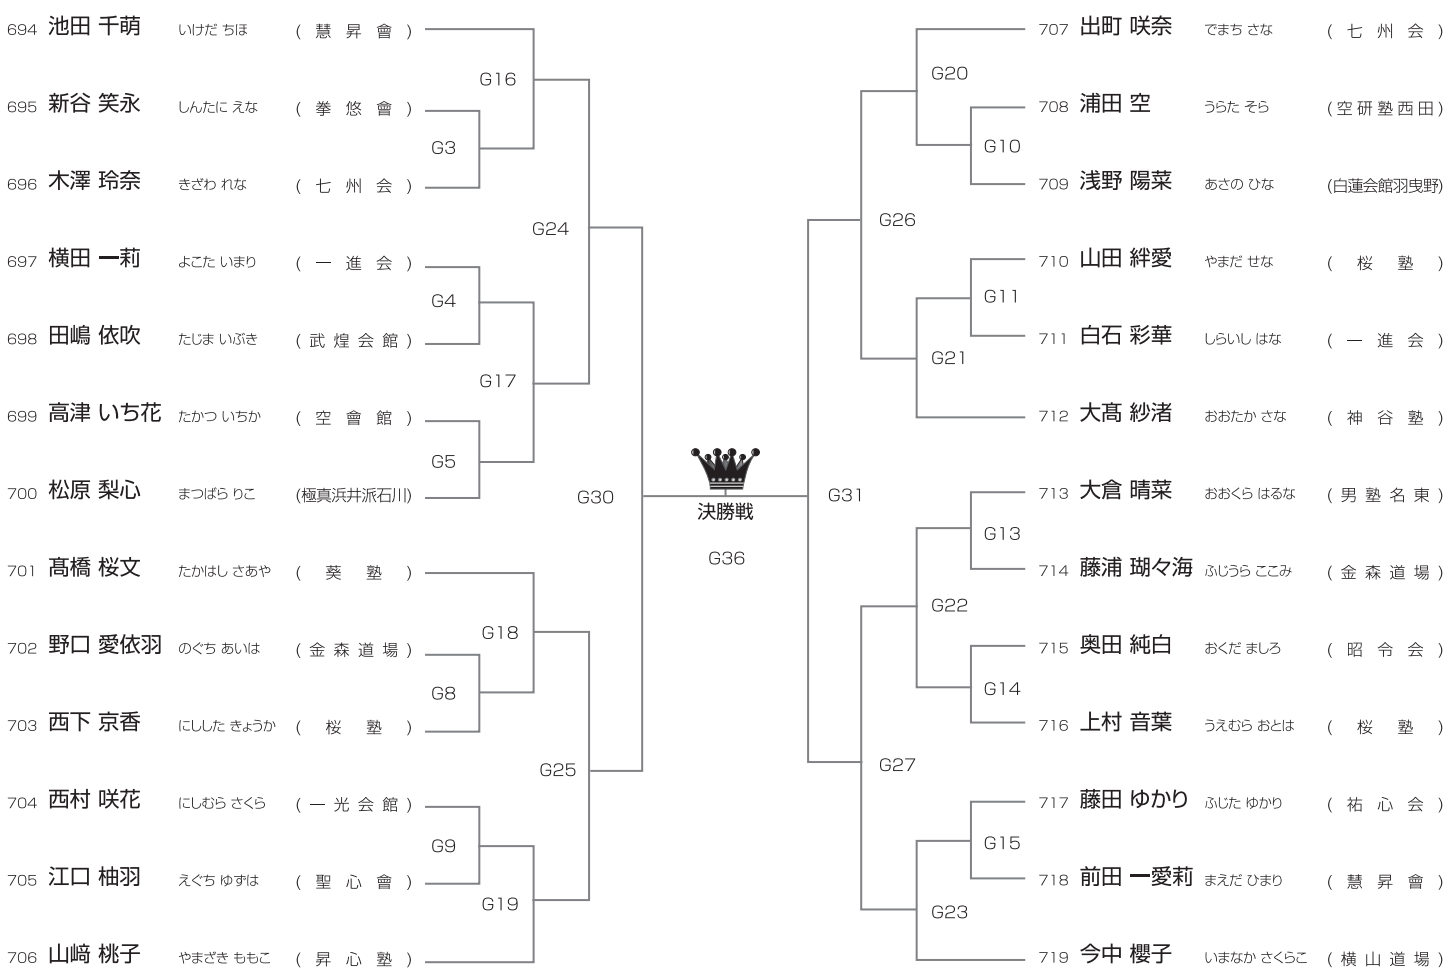 694 池田 千萌 いけだ ちほ (慧昇會)
G16
695 新谷 笑永 しんたに えな (拳悠會)
G3
696 木澤 玲奈 きざわ れな (七州会)
G24
697 横田 一莉 よこた いまり (一進会)
G4
698 田嶋 依吹 たじま いぶき (武煌会館)
G17
699 高津 いち花 たかつ いちか (空會館)
G5
700 松原 梨心 まつばら りこ (極真浜井派石川)
G30
701 髙橋 桜文 たかはし さあや (葵塾)
G18
702 野口 愛依羽 のぐち あいは (金森道場)
G8
703 西下 京香 にしした きょうか (桜塾)
G25
704 西村 咲花 にしむら さくら (一光会館)
G9
705 江口 柚羽 えぐち ゆずは (聖心會)
G19
706 山﨑 桃子 やまざき ももこ (昇心塾)
決勝戦
G36
707 出町 咲奈 でまち さな (七州会)
G20
708 浦田 空 うらた そら (空研塾西田)
G10
709 浅野 陽菜 あさの ひな (白蓮会館羽曳野)
G26
710 山田 絆愛 やまだ せな (桜塾)
G11
711 白石 彩華 しらいし はな (一進会)
G21
712 大髙 紗渚 おおたか さな (神谷塾)
G31
713 大倉 晴菜 おおくら はるな (男塾名東)
G13
714 藤浦 瑚々海 ふじうら ここみ (金森道場)
G22
715 奥田 純白 おくだ ましろ (昭令会)
G14
716 上村 音葉 うえむら おとは (桜塾)
G27
717 藤田 ゆかり ふじた ゆかり (祐心会)
G15
718 前田 一愛莉 まえだ ひまり (慧昇會)
G23
719 今中 櫻子 いまなか さくらこ (横山道場)